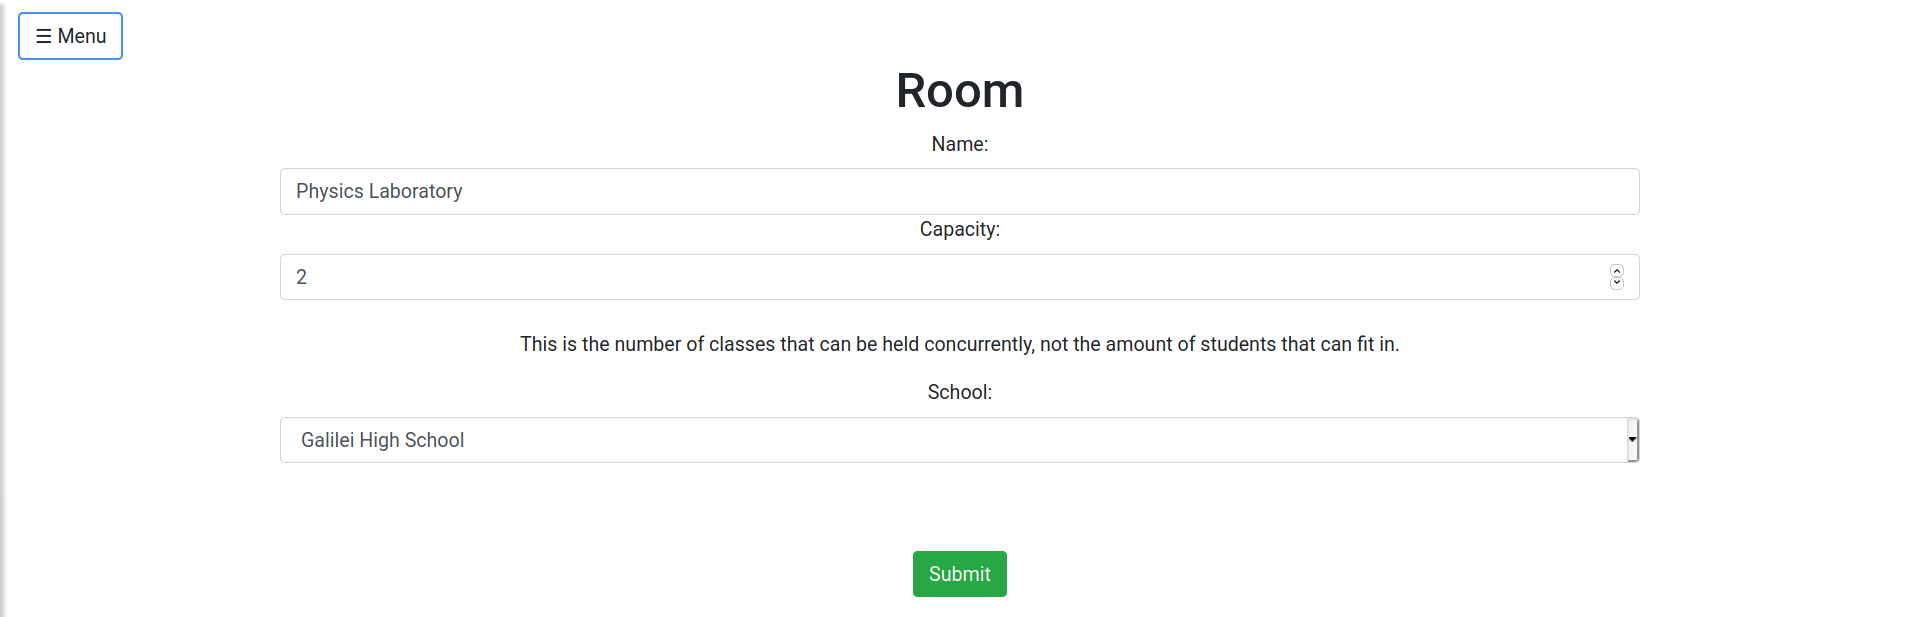 ☰ Menu
Room
Name:
Physics Laboratory
Capacity:
2
This is the number of classes that can be held concurrently, not the amount of students that can fit in.
School:
Galilei High School
Submit